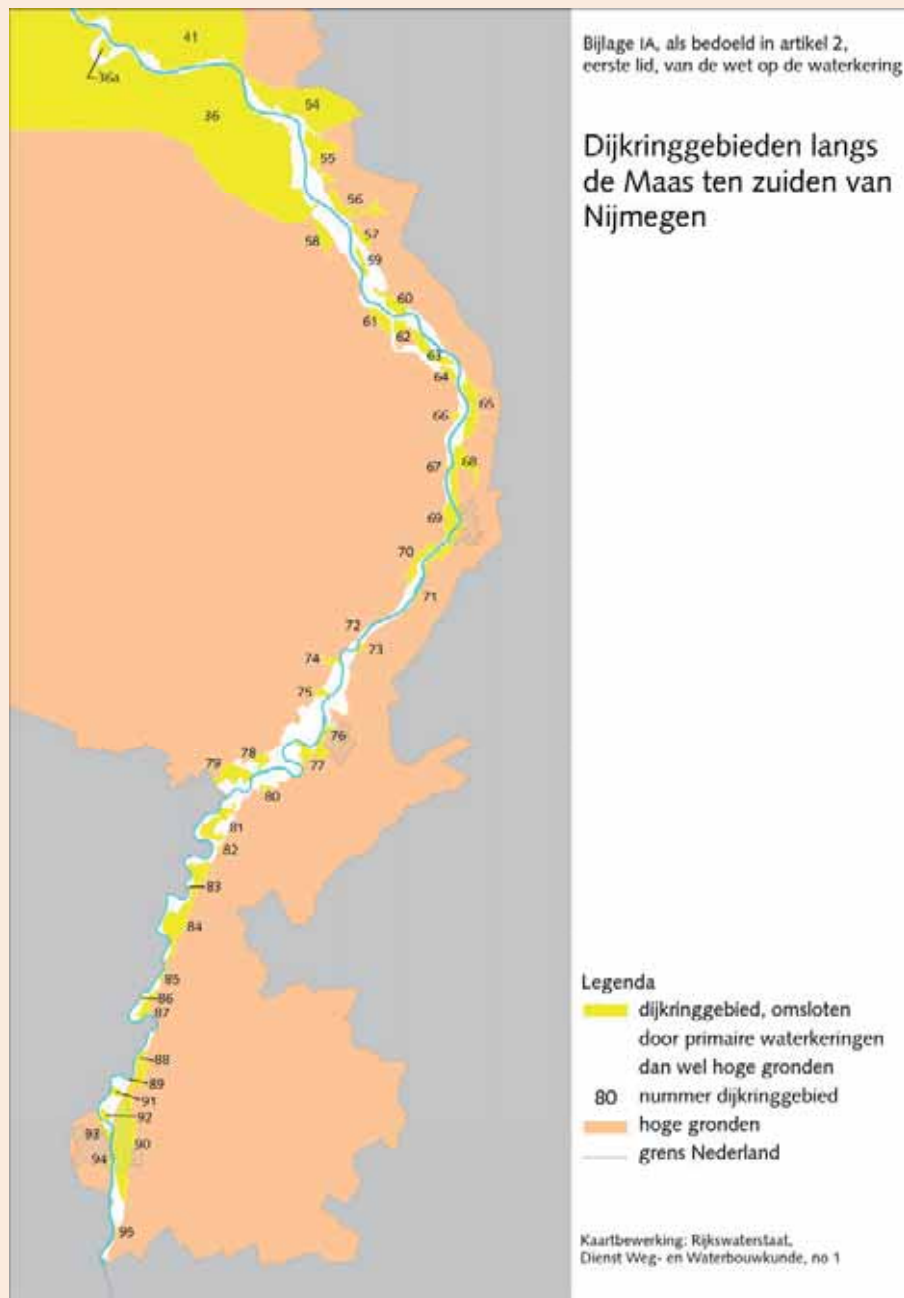 Bijlage IA, als bedoeld in artikel 2,
eerste lid, van de wet op de waterkering
Dijkringgebieden langs
de Maas ten zuiden van
Nijmegen
41
36a
36
54
55
56
57
58
59
60
61
62
63
64
65
66
67
68
69
70
71
72
73
74
75
76
77
78
79
80
81
82
83
84
85
86
87
88
89
91
92
93
90
94
95
Legenda
dijkringgebied, omsloten
door primaire waterkeringen
dan wel hoge gronden
80 nummer dijkringgebied
hoge gronden
grens Nederland
Kaartbewerking: Rijkswaterstaat,
Dienst Weg- en Waterbouwkunde, no 1